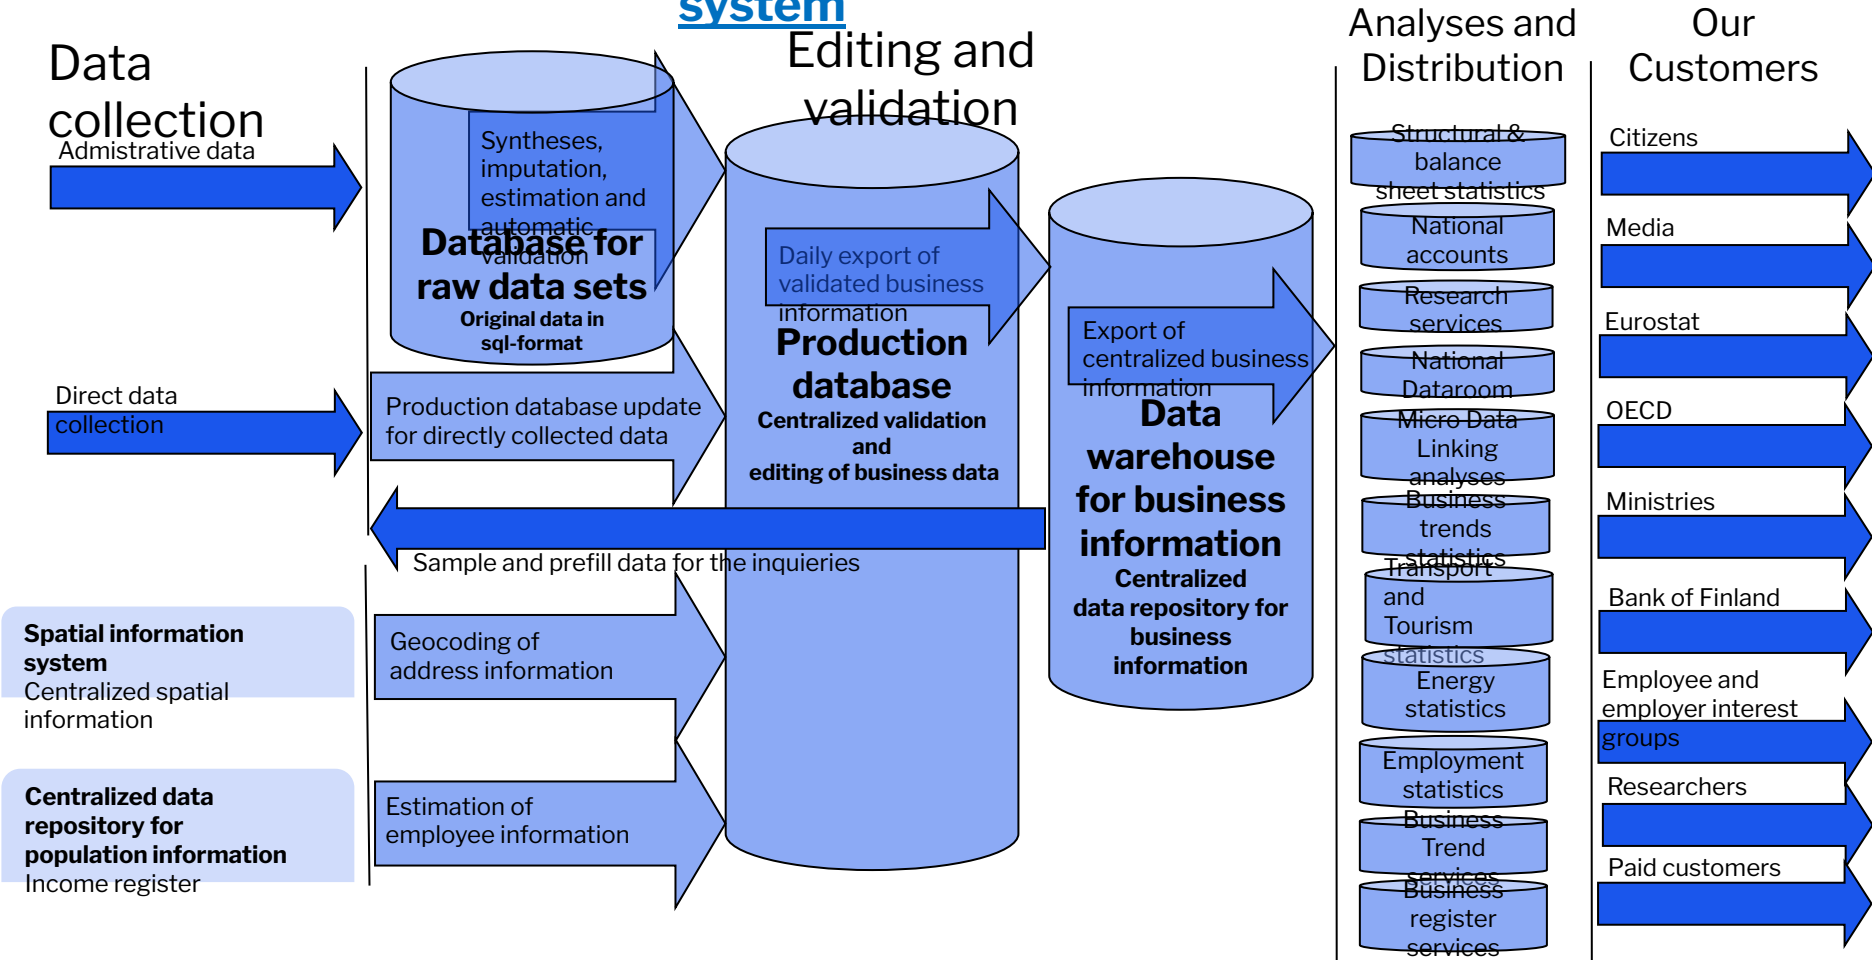 system
Data
collection
Editing and
validation
Analyses and
Distribution
Our
Customers
Admistrative data
Direct data
collection
Spatial information
system
Centralized spatial
information
Centralized data
repository for
population information
Income register
Syntheses,
imputation,
estimation and
automatic
validation
Database for
raw data sets
Original data in
sql-format
Production database update
for directly collected data
Sample and prefill data for the inquieries
Geocoding of
address information
Estimation of
employee information
Daily export of
validated business
information
Production
database
Centralized validation
and
editing of business data
Export of
centralized business
information
Data
warehouse
for business
information
Centralized
data repository for
business
information
Structural &
balance
sheet statistics
National
accounts
Research
services
National
Dataroom
Micro Data
Linking
analyses
Business
trends
statistics
Transport
and
Tourism
statistics
Energy
statistics
Employment
statistics
Business
Trend
services
Business
register
services
Citizens
Media
Eurostat
OECD
Ministries
Bank of Finland
Employee and
employer interest
groups
Researchers
Paid customers